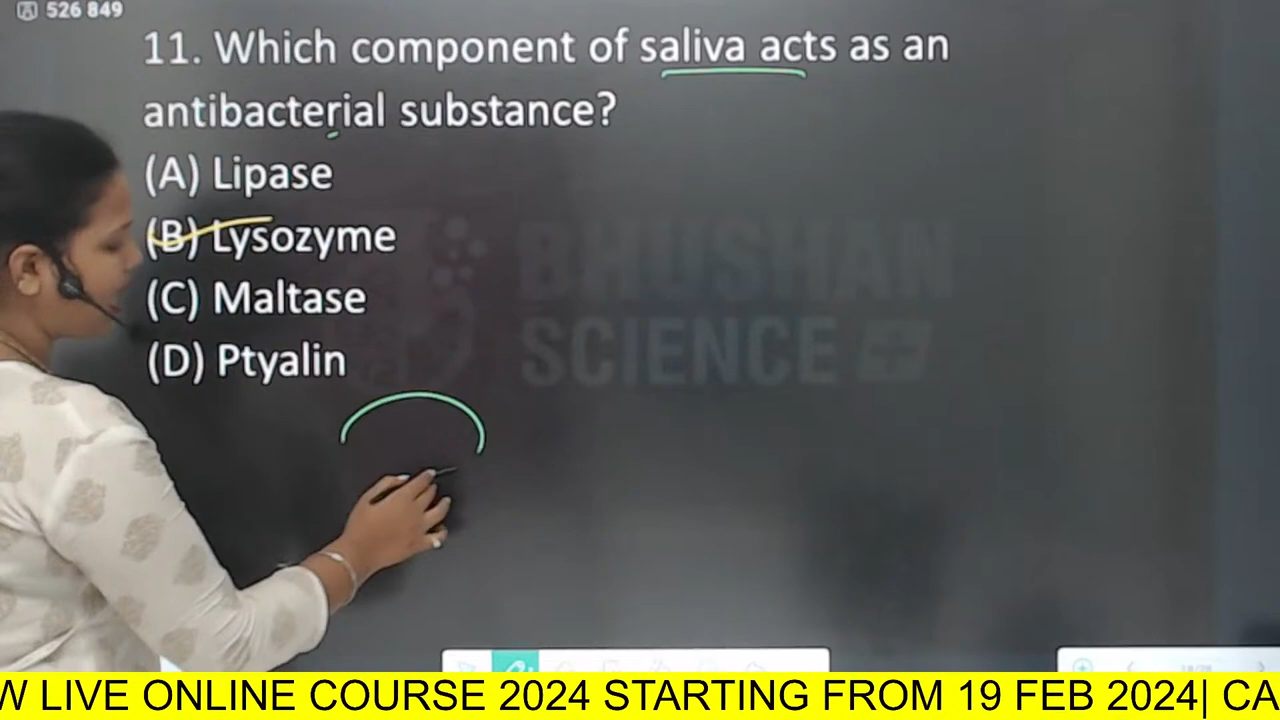 526 849
11. Which component of saliva acts as an
antibacterial substance?
(A) Lipase
(B) Lysozyme
(C) Maltase
(D) Ptyalin
BHUSHAN
SCIENCE
W LIVE ONLINE COURSE 2024 STARTING FROM 19 FEB 2024| CA